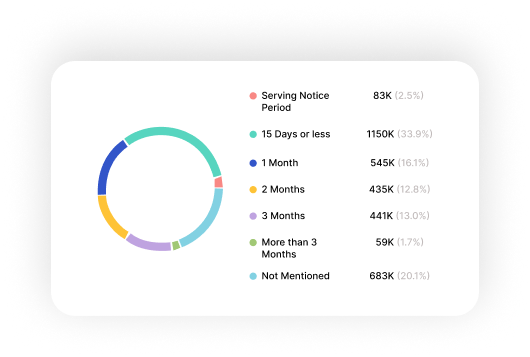 Serving Notice 83K (2.5%)
Period
15 Days or less 1150K (33.9%)
1 Month 545K (16.1%)
2 Months 435K (12.8%)
3 Months 441K (13.0%)
More than 3 59K (1.7%)
Months
Not Mentioned 683K (20.1%)